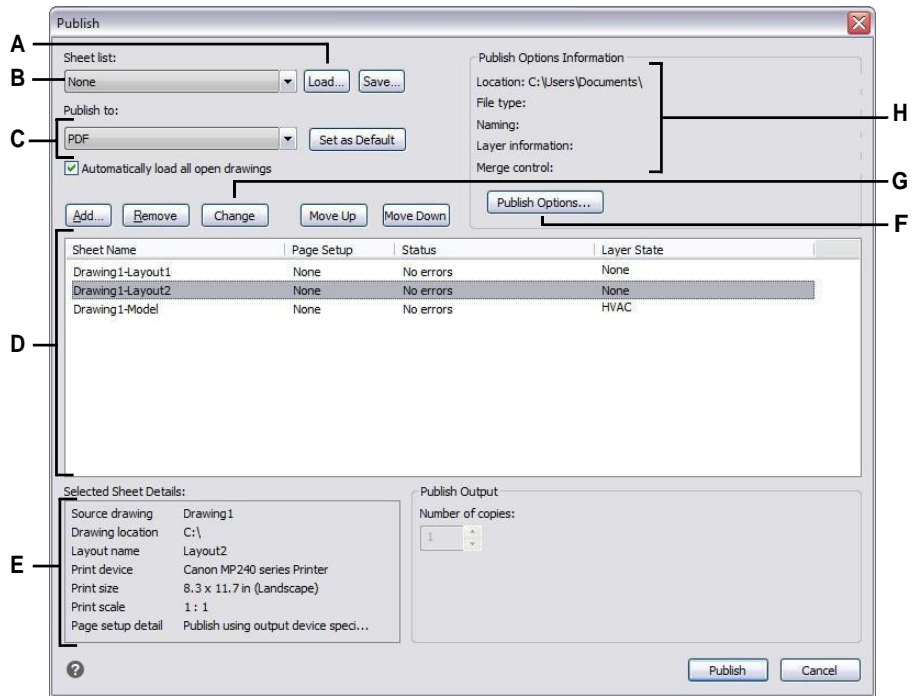 Publish
A
Sheet list:
B
None
Load...
Save...
Publish to:
C
PDF
Set as Default
Automatically load all open drawings
Publish Options Information
Location: C:\Users\Documents\
File type:
Naming:
Layer information:
Merge control:
H
G
Publish Options...
F
Add...
Remove
Change
Move Up
Move Down
Sheet Name Page Setup Status Layer State
Drawing1-Layout1 None No errors None
Drawing1-Layout2 None No errors None
Drawing1-Model None No errors HVAC
D
Selected Sheet Details:
Source drawing Drawing1
Drawing location C:\
Layout name Layout2
E
Print device Canon MP240 series Printer
Print size 8.3 x 11.7 in (Landscape)
Print scale 1 : 1
Page setup detail Publish using output device speci...
Publish Output
Number of copies:
1
?
Publish
Cancel